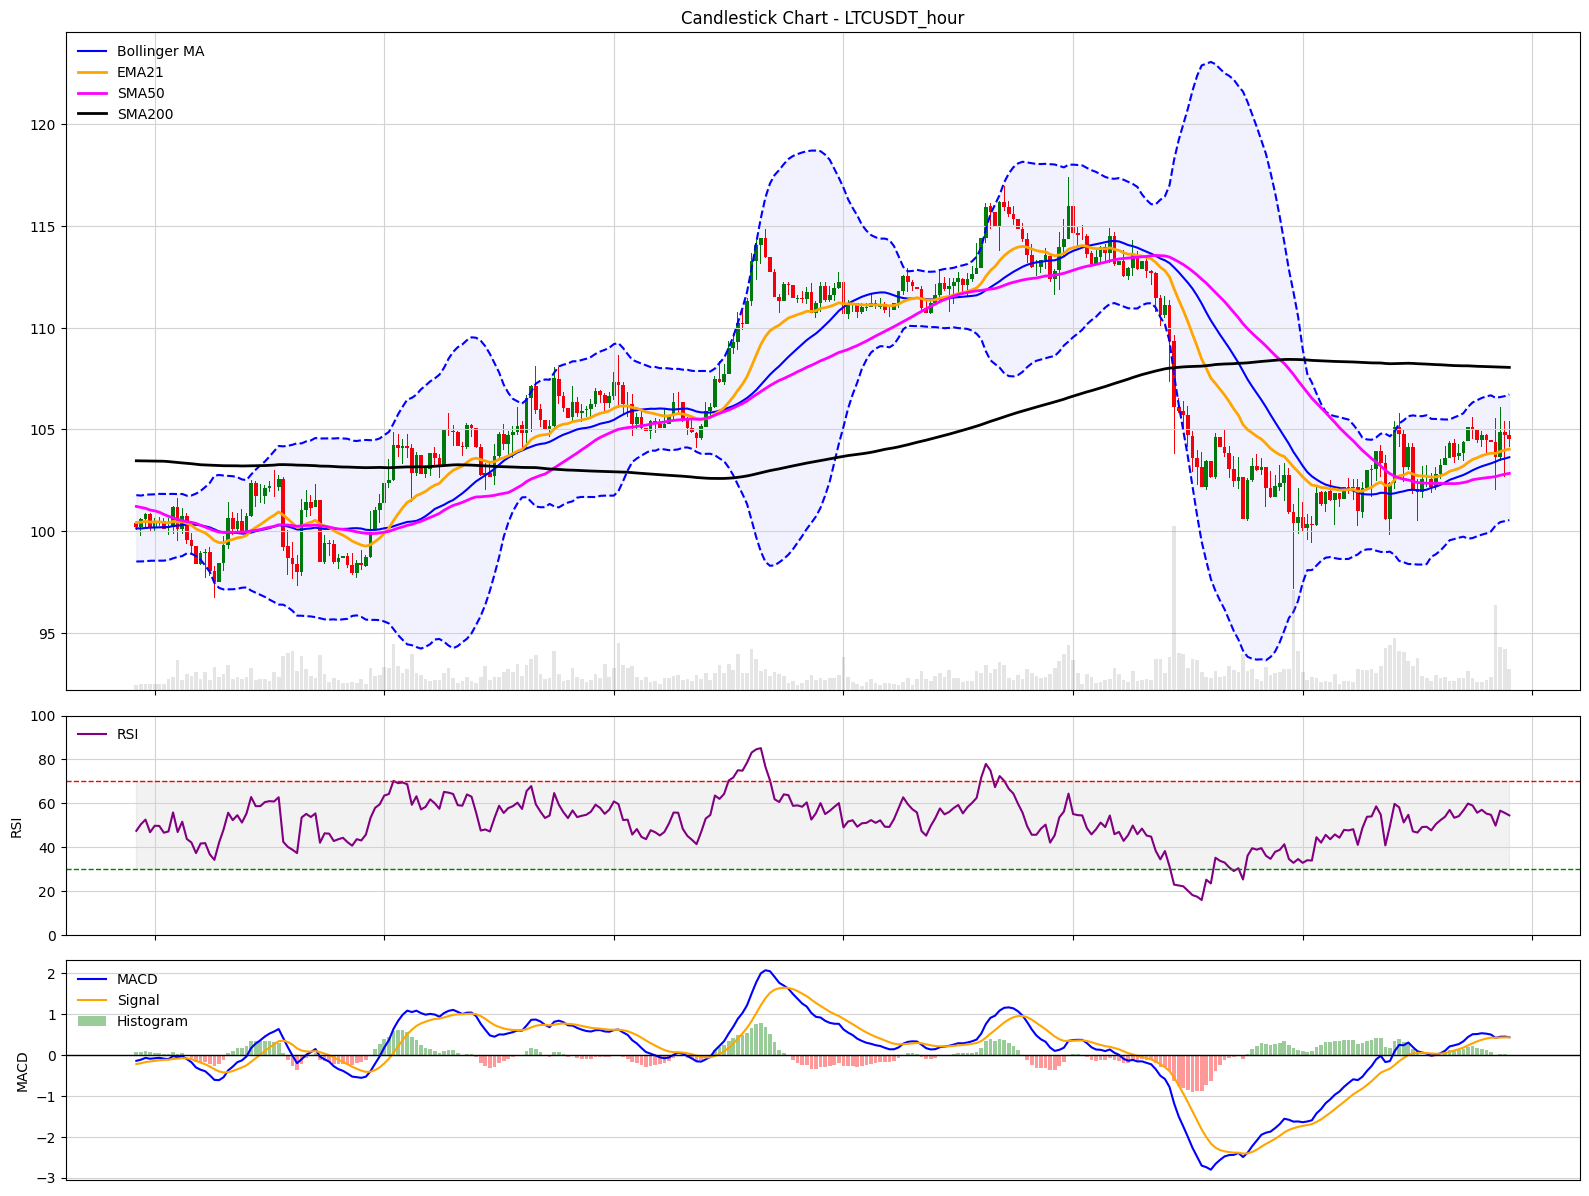 Candlestick Chart - LTCUSDT_hour
Bollinger MA
EMA21
SMA50
SMA200
120
115
110
105
100
95
RSI
100
80
60
40
20
0
RSI
MACD
Signal
Histogram
2
1
0
−1
−2
−3
MACD